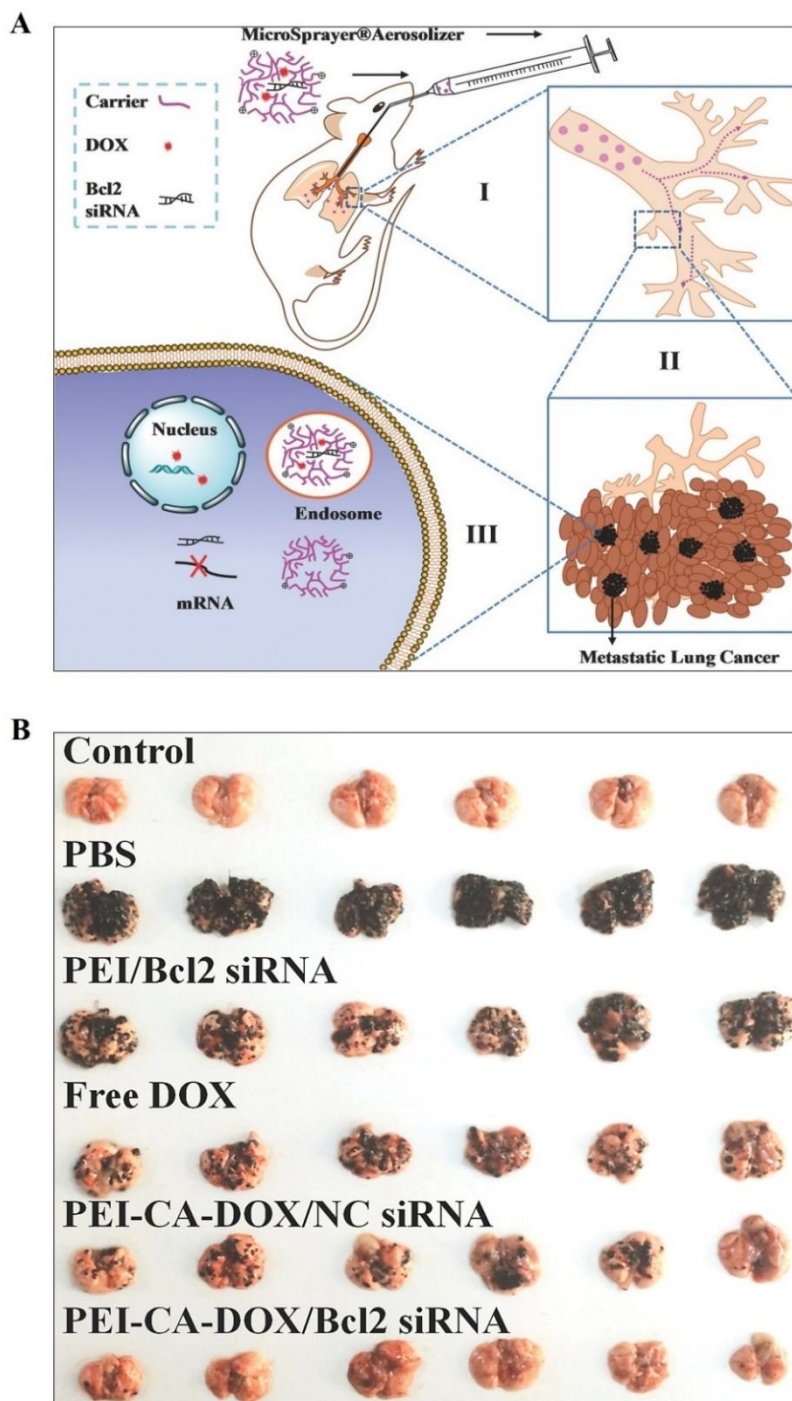 A
MicroSprayer®Aerosolizer
Carrier
DOX
Bcl2
siRNA
I
II
Nucleus
Endosome
III
mRNA
Metastatic Lung Cancer
B
Control
PBS
PEI/Bcl2 siRNA
Free DOX
PEI-CA-DOX/NC siRNA
PEI-CA-DOX/Bcl2 siRNA